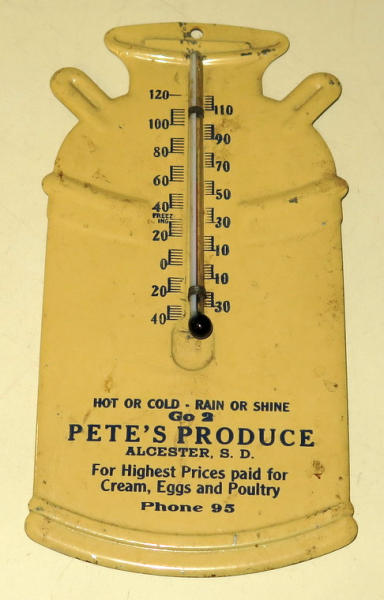 120
110
100
90
80
70
60
50
40
30
FREEZ
ING
20
10
0
10
20
30
40
HOT OR COLD - RAIN OR SHINE
Go 2
PETE'S PRODUCE
ALCESTER, S. D.
For Highest Prices paid for
Cream, Eggs and Poultry
Phone 95